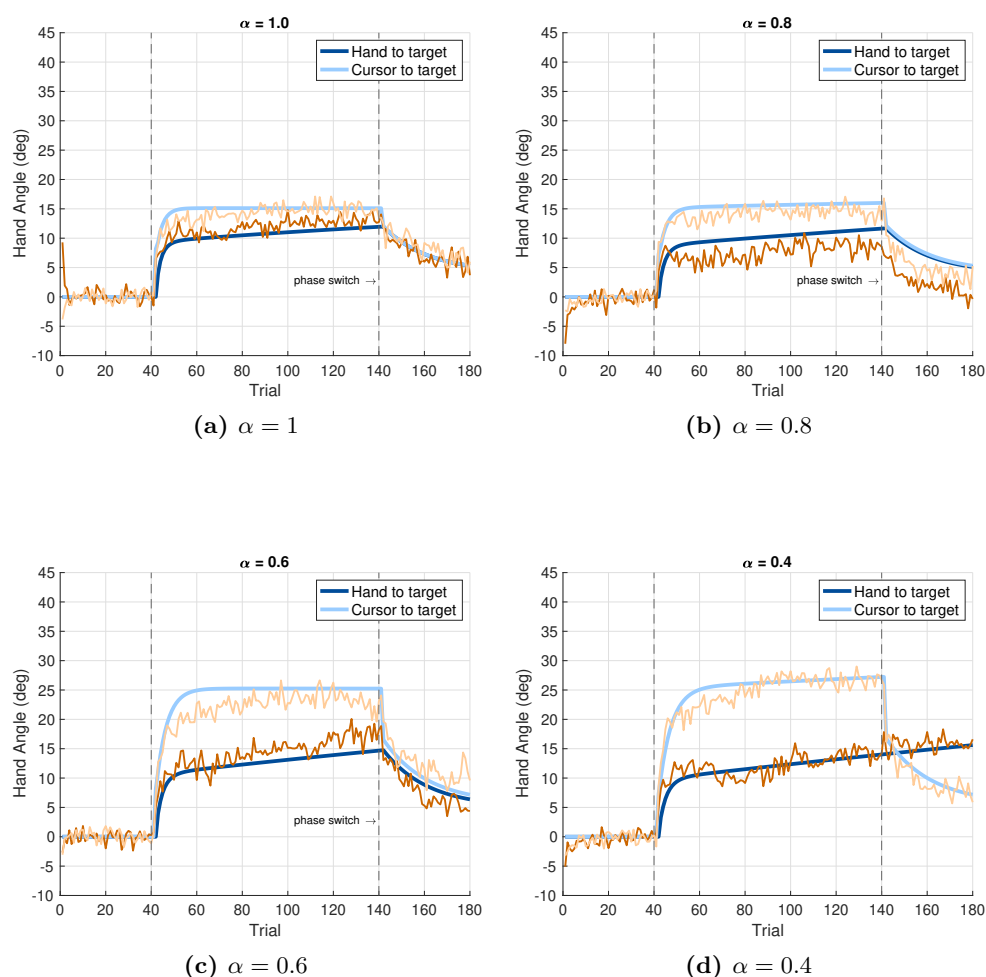 α = 1.0
Hand to target
Cursor to target
Hand Angle (deg)
45
40
35
30
25
20
15
10
5
0
-5
-10
phase switch →
0 20 40 60 80 100 120 140 160 180
Trial
(a) α = 1
α = 0.8
Hand to target
Cursor to target
Hand Angle (deg)
45
40
35
30
25
20
15
10
5
0
-5
-10
phase switch →
0 20 40 60 80 100 120 140 160 180
Trial
(b) α = 0.8
α = 0.6
Hand to target
Cursor to target
Hand Angle (deg)
45
40
35
30
25
20
15
10
5
0
-5
-10
phase switch →
0 20 40 60 80 100 120 140 160 180
Trial
(c) α = 0.6
α = 0.4
Hand to target
Cursor to target
Hand Angle (deg)
45
40
35
30
25
20
15
10
5
0
-5
-10
0 20 40 60 80 100 120 140 160 180
Trial
(d) α = 0.4